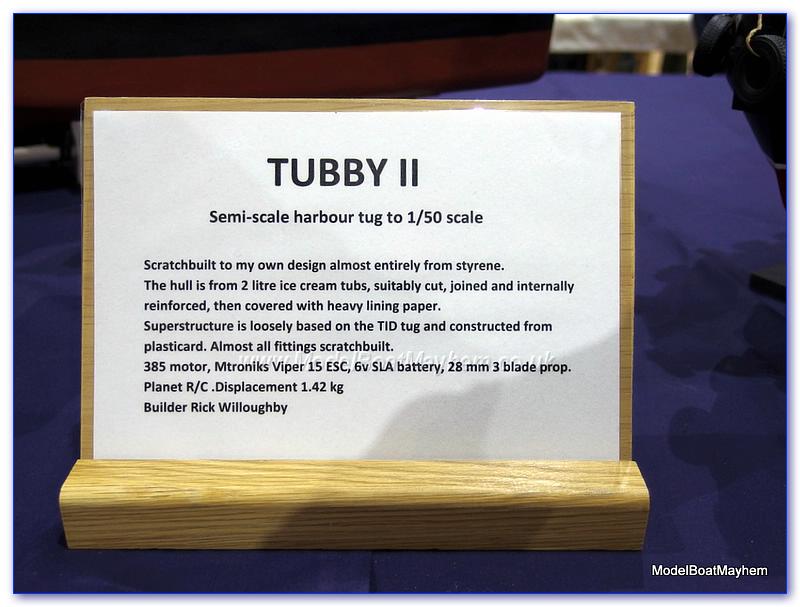 TUBBY II
Semi-scale harbour tug to 1/50 scale
Scratchbuilt to my own design almost entirely from styrene.
The hull is from 2 litre ice cream tubs, suitably cut, joined and internally
reinforced, then covered with heavy lining paper.
Superstructure is loosely based on the TID tug and constructed from
plasticard. Almost all fittings scratchbuilt.
www.ModelBoatMayhem.co.uk
385 motor, Mtroniks Viper 15 ESC, 6v SLA battery, 28 mm 3 blade prop.
Planet R/C .Displacement 1.42 kg
Builder Rick Willoughby
ModelBoatMayhem